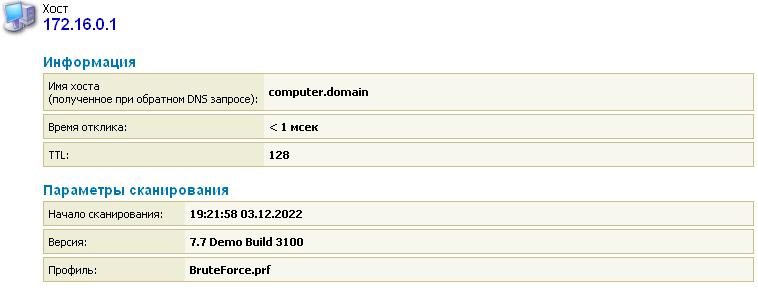 Хост
172.16.0.1
Информация
Имя хоста
(полученное при обратном DNS запросе): computer.domain
Время отклика: < 1 мсек
TTL: 128
Параметры сканирования
Начало сканирования: 19:21:58 03.12.2022
Версия: 7.7 Demo Build 3100
Профиль: BruteForce.prf